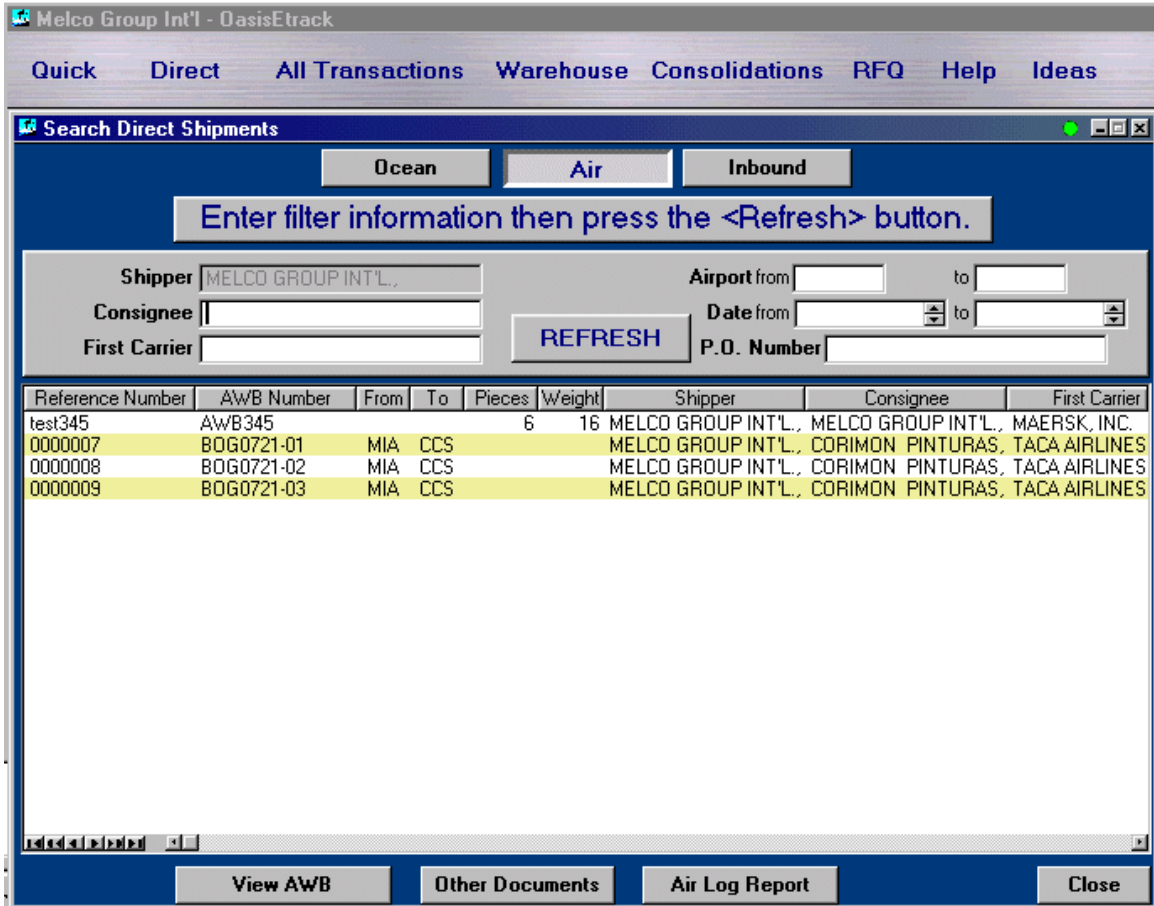 Melco Group Int'l - OasisEtrack
Quick Direct All Transactions Warehouse Consolidations RFQ Help Ideas
Search Direct Shipments
Ocean Air Inbound
Enter filter information then press the <Refresh> button.
Shipper MELCO GROUP INT'L., Airport from to
Consignee Date from to
First Carrier REFRESH P.O. Number
Reference Number AWB Number From To Pieces Weight Shipper Consignee First Carrier
test345 AWB345 6 16 MELCO GROUP INT'L., MELCO GROUP INT'L., MAERSK, INC.
0000007 BOG0721-01 MIA CCS MELCO GROUP INT'L., CORIMON PINTURAS, TACA AIRLINES
0000008 BOG0721-02 MIA CCS MELCO GROUP INT'L., CORIMON PINTURAS, TACA AIRLINES
0000009 BOG0721-03 MIA CCS MELCO GROUP INT'L., CORIMON PINTURAS, TACA AIRLINES
View AWB Other Documents Air Log Report Close